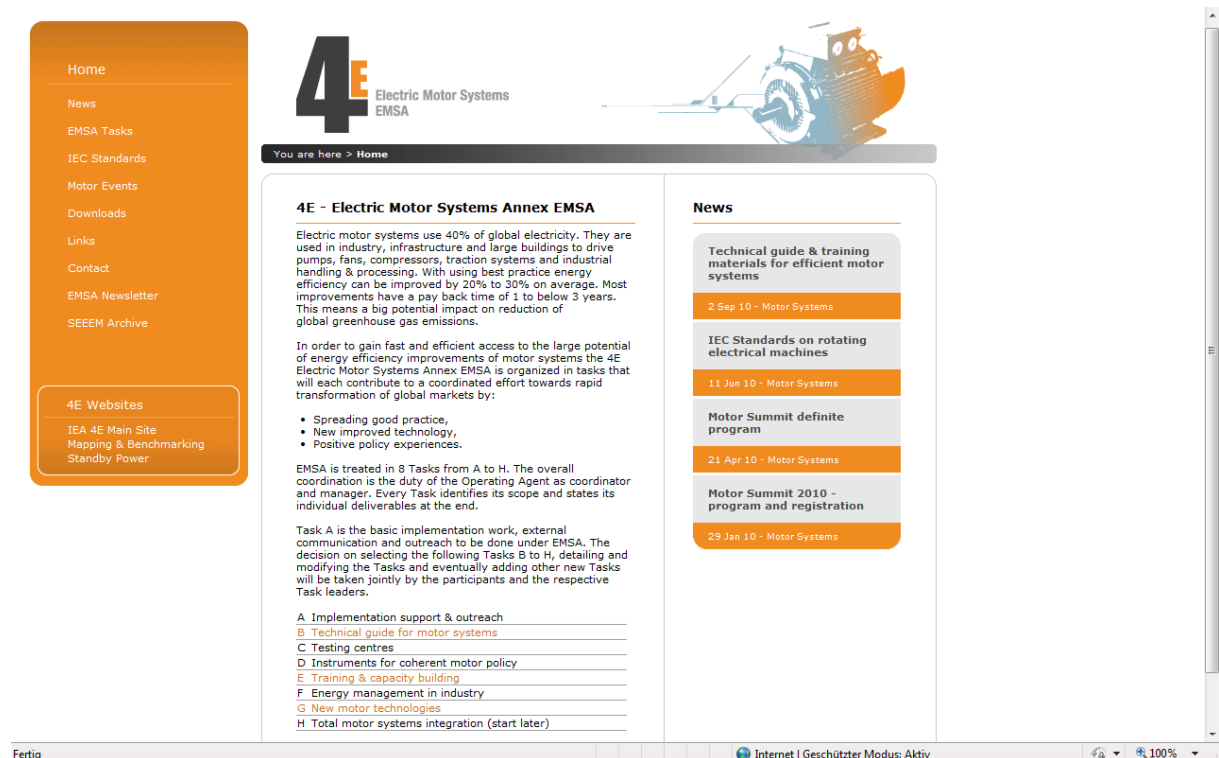 Home
News
EMSA Tasks
IEC Standards
Motor Events
Downloads
Links
Contact
EMSA Newsletter
SEEEM Archive
4E Websites
IEA 4E Main Site
Mapping & Benchmarking
Standby Power
4E
Electric Motor Systems
EMSA
You are here > Home
4E - Electric Motor Systems Annex EMSA
Electric motor systems use 40% of global electricity. They are
used in industry, infrastructure and large buildings to drive
pumps, fans, compressors, traction systems and industrial
handling & processing. With using best practice energy
efficiency can be improved by 20% to 30% on average. Most
improvements have a pay back time of 1 to below 3 years.
This means a big potential impact on reduction of
global greenhouse gas emissions.
In order to gain fast and efficient access to the large potential
of energy efficiency improvements of motor systems the 4E
Electric Motor Systems Annex EMSA is organized in tasks that
will each contribute to a coordinated effort towards rapid
transformation of global markets by:
• Spreading good practice,
• New improved technology,
• Positive policy experiences.
EMSA is treated in 8 Tasks from A to H. The overall
coordination is the duty of the Operating Agent as coordinator
and manager. Every Task identifies its scope and states its
individual deliverables at the end.
Task A is the basic implementation work, external
communication and outreach to be done under EMSA. The
decision on selecting the following Tasks B to H, detailing and
modifying the Tasks and eventually adding other new Tasks
will be taken jointly by the participants and the respective
Task leaders.
A Implementation support & outreach
B Technical guide for motor systems
C Testing centres
D Instruments for coherent motor policy
E Training & capacity building
F Energy management in industry
G New motor technologies
H Total motor systems integration (start later)
News
Technical guide & training
materials for efficient motor
systems
2 Sep 10 - Motor Systems
IEC Standards on rotating
electrical machines
11 Jun 10 - Motor Systems
Motor Summit definite
program
21 Apr 10 - Motor Systems
Motor Summit 2010 -
program and registration
29 Jan 10 - Motor Systems
Fertig
Internet | Geschützter Modus: Aktiv
100%